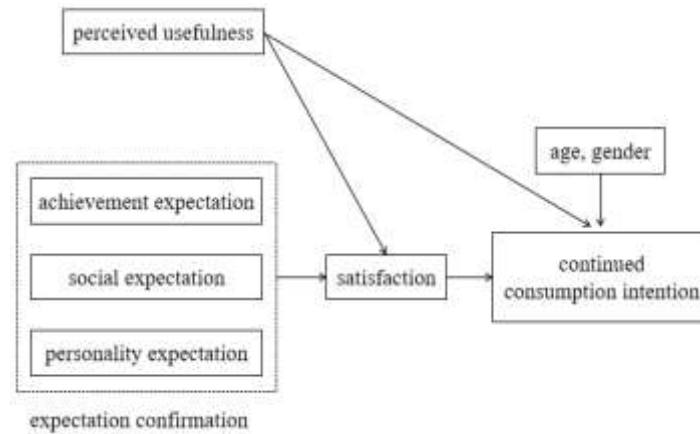 perceived usefulness
age, gender
achievement expectation
social expectation
satisfaction
continued
consumption intention
personality expectation
expectation confirmation